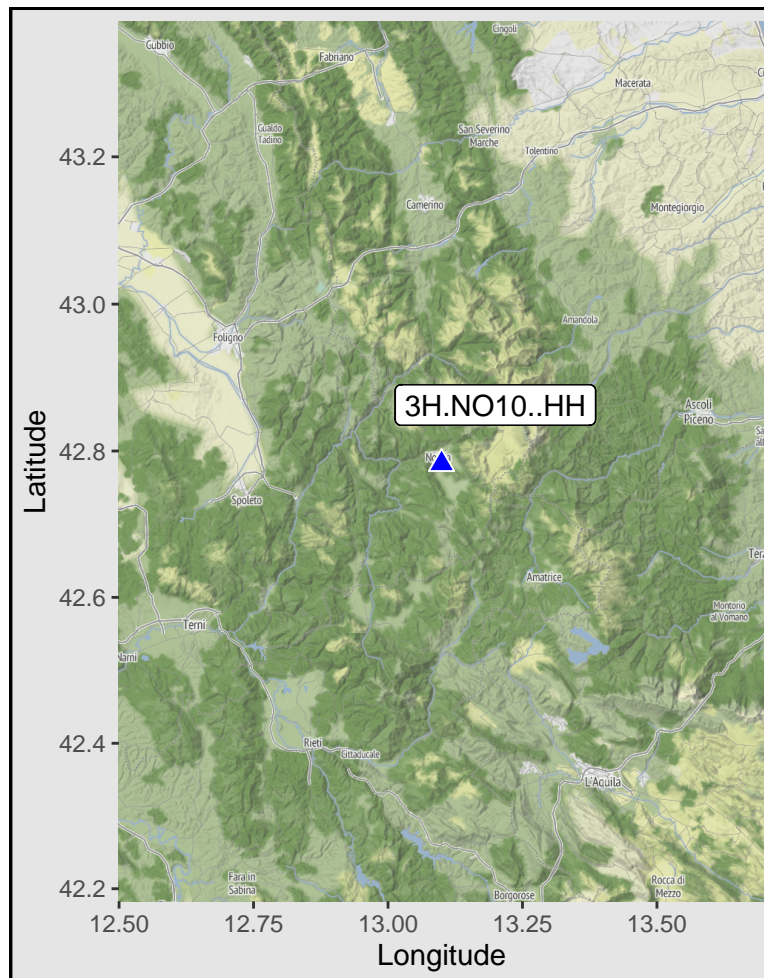 Gubbio
Cingoli
Fabriano
Macerata
Gualdo
Tadino
San Severino
Marche
Tolentino
43.2
Camerino
Montegiorgio
43.0
Amandola
Foligno
3H.NO10..HH
Ascoli
Piceno
42.8
Spoleto
Latitude
Amatrice
42.6
Terni
Montorio
al Vomano
Narni
Rieti
Cittaducale
42.4
L'Aquila
Fara in
Sabina
Rocca di
Mezzo
42.2
Borgorose
12.50 12.75 13.00 13.25 13.50
Longitude